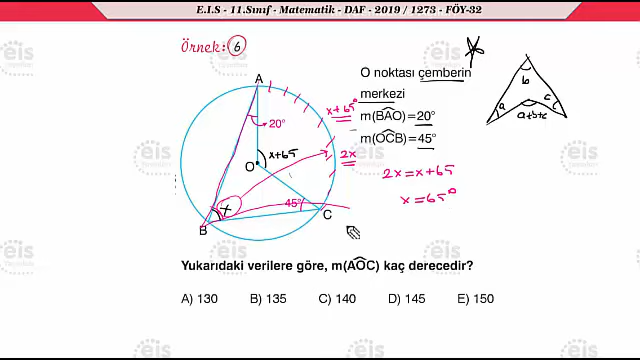 E.I.S - 11.Sınıf - Matematik - DAF - 2019 / 1273 - FÖY-32
Örnek: 6
O noktası çemberin
merkezi
m(BAO)=20°
m(OCB)=45°
A
20°
x+65°
x+65
2x
O
x
45°
B
C
b
a
c
a+b+c
2x = x+65
x = 65°
Yukarıdaki verilere göre, m(AOC) kaç derecedir?
A) 130 B) 135 C) 140 D) 145 E) 150
eis